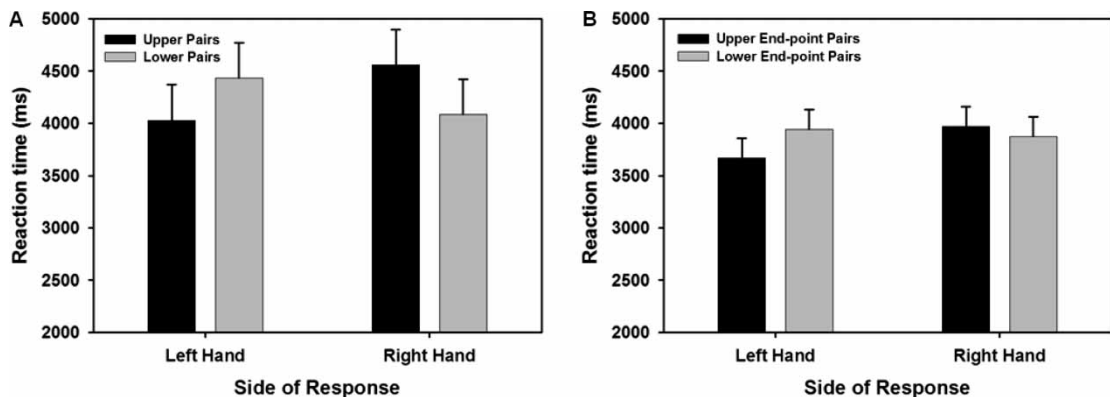 A
Reaction time (ms)
5000
4500
4000
3500
3000
2500
2000
Upper Pairs
Lower Pairs
Left Hand
Right Hand
Side of Response
B
Reaction time (ms)
5000
4500
4000
3500
3000
2500
2000
Upper End-point Pairs
Lower End-point Pairs
Left Hand
Right Hand
Side of Response